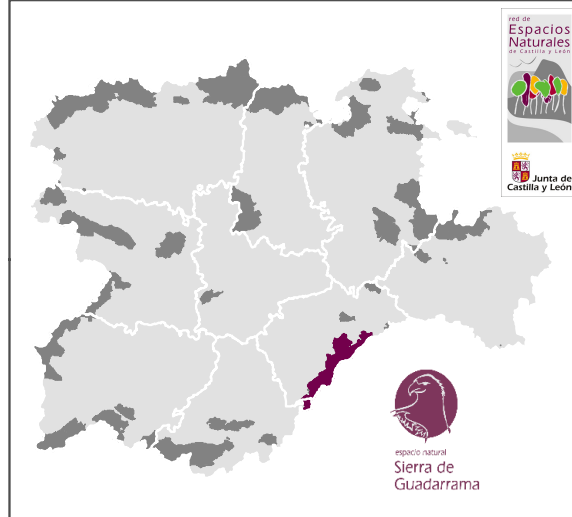 red de
Espacios
Naturales
de Castilla y León
Junta de
Castilla y León
espacio natural
Sierra de
Guadarrama